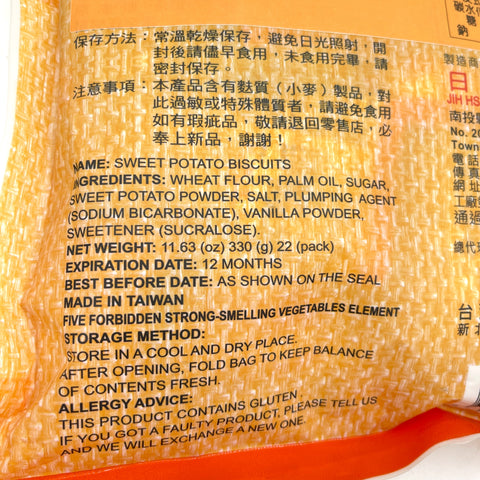 碳水
糖
鈉
保存方法：常溫乾燥保存，避免日光照射，開
封後請儘早食用，未食用完畢，請
密封保存。
注意事項：本產品含有麩質（小麥）製品，對
此過敏或特殊體質者，請避免食用
如有瑕疵品，敬請退回零售店，必
奉上新品，謝謝！
NAME: SWEET POTATO BISCUITS
INGREDIENTS: WHEAT FLOUR, PALM OIL, SUGAR,
SWEET POTATO POWDER, SALT, PLUMPING AGENT
(SODIUM BICARBONATE), VANILLA POWDER,
SWEETENER (SUCRALOSE).
NET WEIGHT: 11.63 (oz) 330 (g) 22 (pack)
EXPIRATION DATE: 12 MONTHS
BEST BEFORE DATE: AS SHOWN ON THE SEAL
MADE IN TAIWAN
FIVE FORBIDDEN STRONG-SMELLING VEGETABLES ELEMENT
STORAGE METHOD:
STORE IN A COOL AND DRY PLACE.
AFTER OPENING, FOLD BAG TO KEEP BALANCE
OF CONTENTS FRESH.
ALLERGY ADVICE:
THIS PRODUCT CONTAINS GLUTEN.
IF YOU GOT A FAULTY PRODUCT, PLEASE TELL US
AND WE WILL EXCHANGE A NEW ONE.
製造商
日
JIH HS
南投
No. 20
Town
電話
傳真
網址
工廠
通過
總代
台
新北